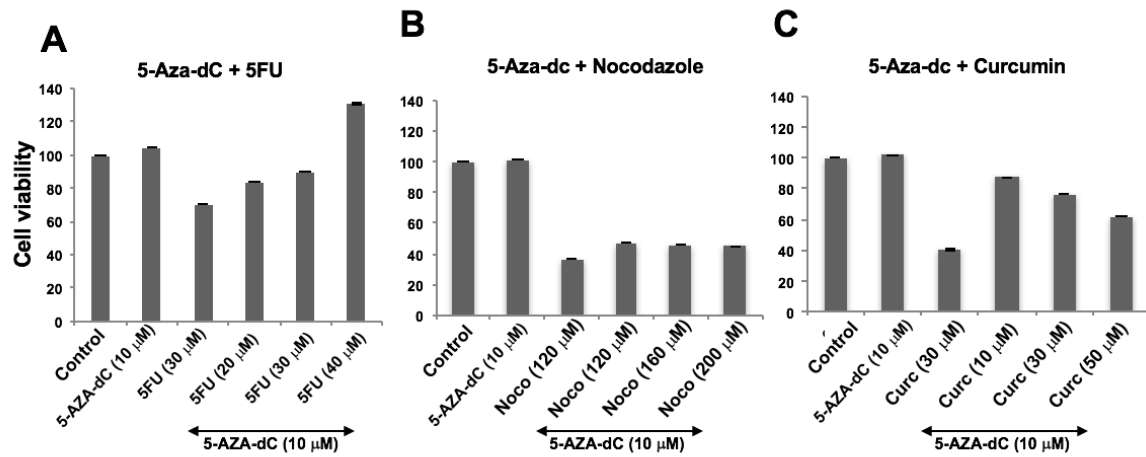 A
5-Aza-dC + 5FU
Cell viability
140
120
100
80
60
40
20
0
Control
5-AZA-dC (10 µM)
5FU (30 µM)
5FU (20 µM)
5FU (30 µM)
5FU (40 µM)
5-AZA-dC (10 µM)
B
5-Aza-dc + Nocodazole
140
120
100
80
60
40
20
0
Control
5-AZA-dC (10 µM)
Noco (120 µM)
Noco (120 µM)
Noco (160 µM)
Noco (200 µM)
5-AZA-dC (10 µM)
C
5-Aza-dc + Curcumin
140
120
100
80
60
40
20
0
Control
5-AZA-dC (10 µM)
Curc (30 µM)
Curc (10 µM)
Curc (30 µM)
Curc (50 µM)
5-AZA-dC (10 µM)